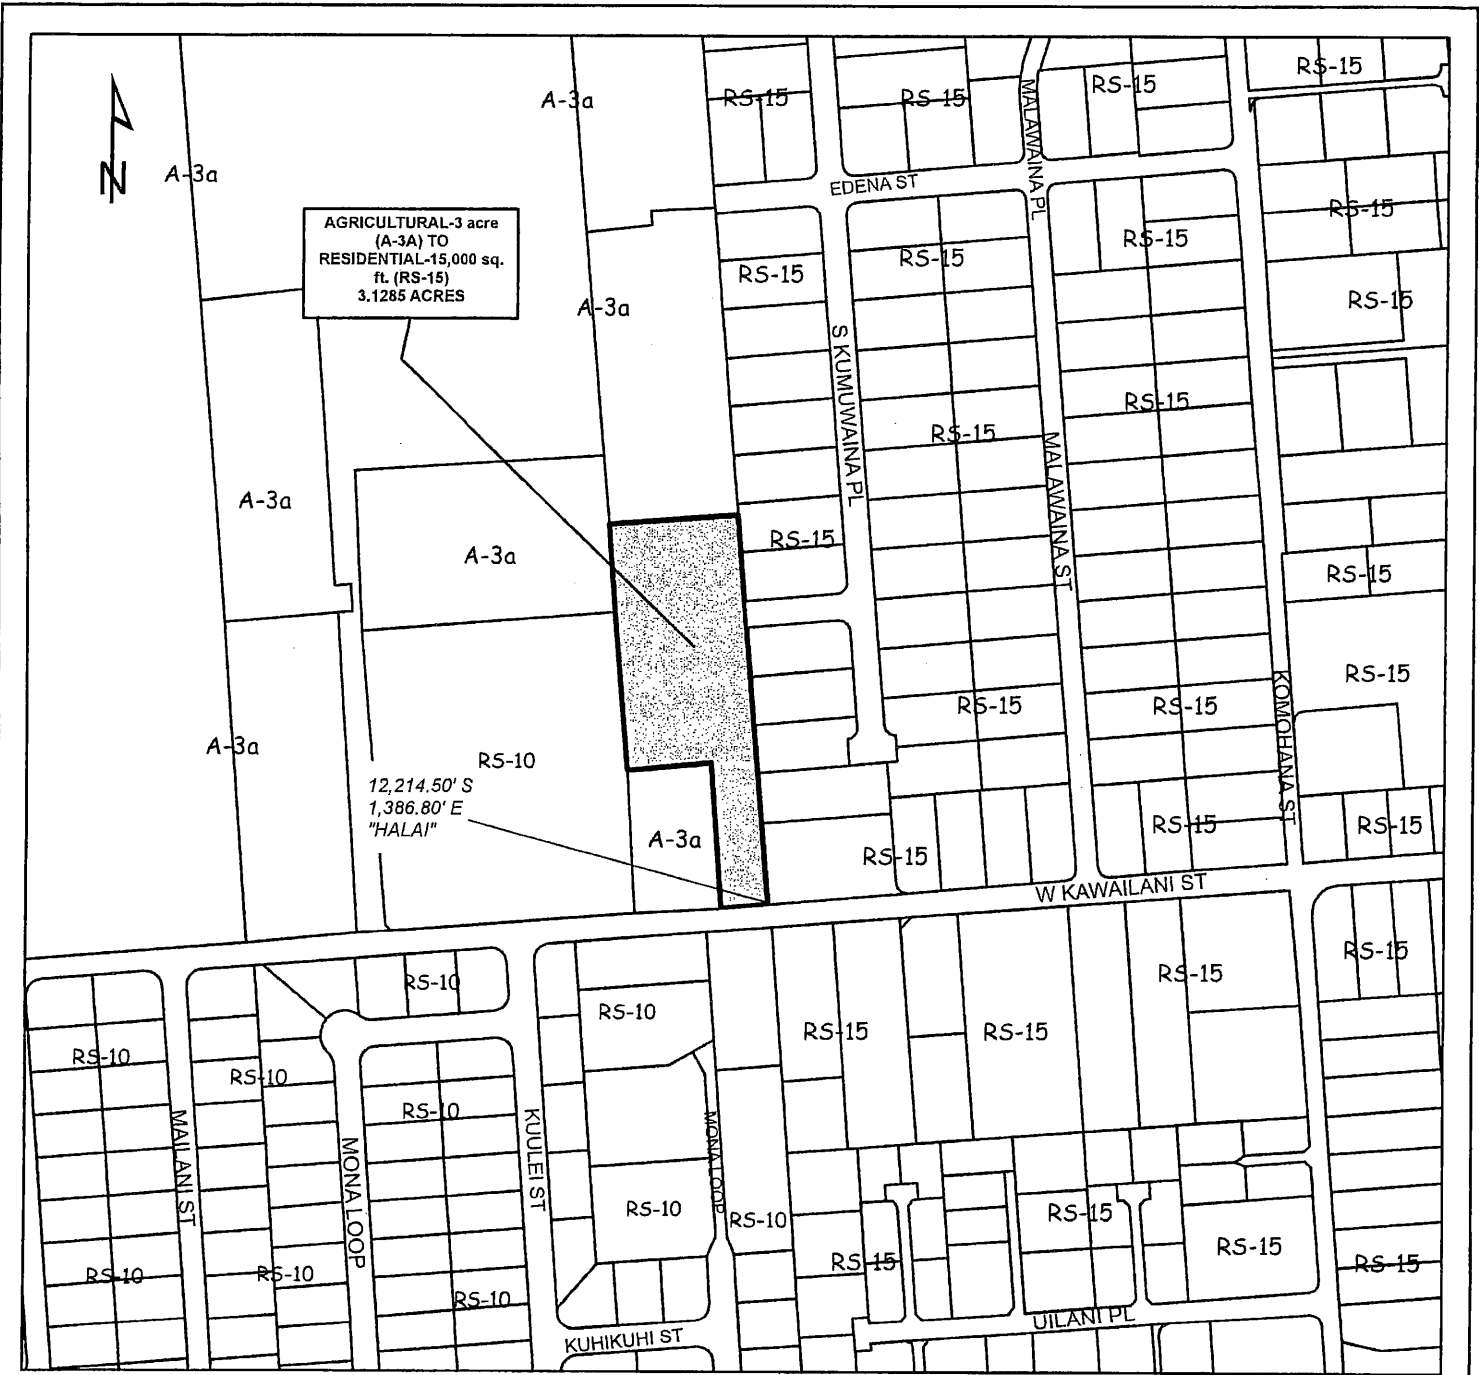 RS-15
A-3a
RS-15
RS-15
RS-15
MALAWAINA PL
A-3a
N
EDENA ST
RS-15
AGRICULTURAL-3 acre
(A-3A) TO
RESIDENTIAL-15,000 sq.
ft. (RS-15)
3.1285 ACRES
RS-15
RS-15
RS-15
A-3a
RS-15
S KUMUWAINA PL
RS-15
RS-15
MALAWAINA ST
A-3a
RS-15
A-3a
RS-15
RS-15
KOMOHANA ST
RS-15
RS-15
A-3a
RS-10
12,214.50' S
1,386.80' E
"HALAI"
A-3a
RS-15
RS-15
RS-15
W KAWAILANI ST
RS-15
RS-15
RS-10
RS-10
RS-15
RS-15
RS-10
RS-10
RS-10
MAILANI ST
MONA LOOP
KUULEI ST
MONA LOOP
RS-10
RS-10
RS-15
RS-15
RS-15
RS-15
RS-10
RS-10
RS-10
UILANI PL
KUHIKUHI ST